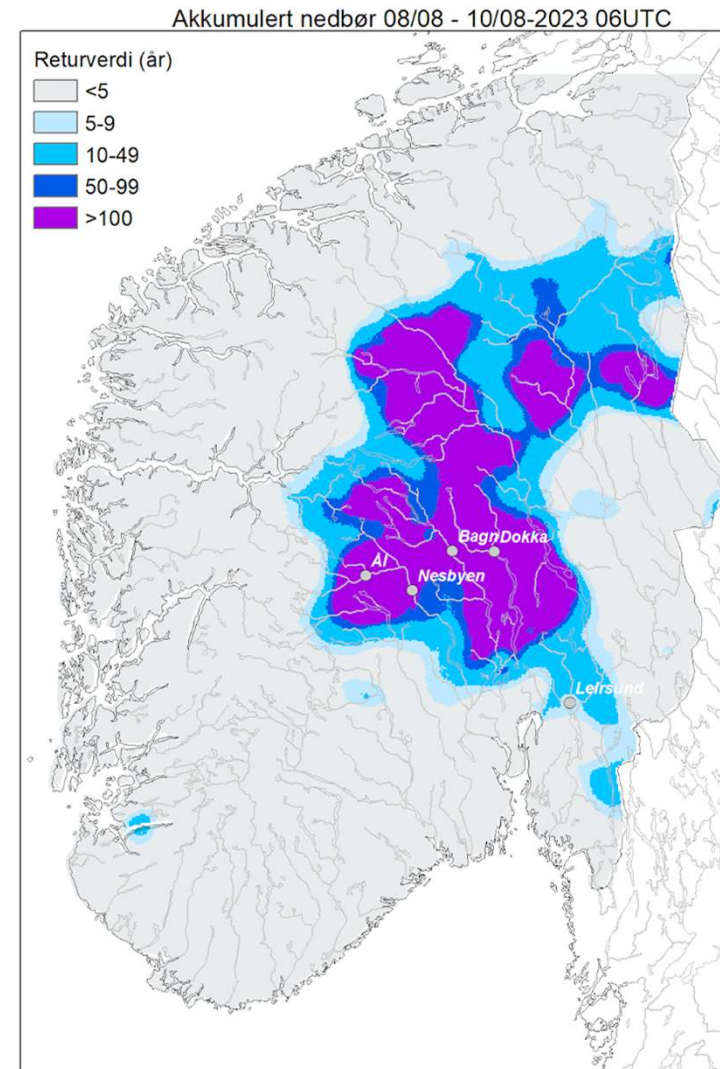 Akkumulert nedbør 08/08 - 10/08-2023 06UTC
Returverdi (år)
<5
5-9
10-49
50-99
>100
Bagn Dokka
Ål
Nesbyen
Leirsund